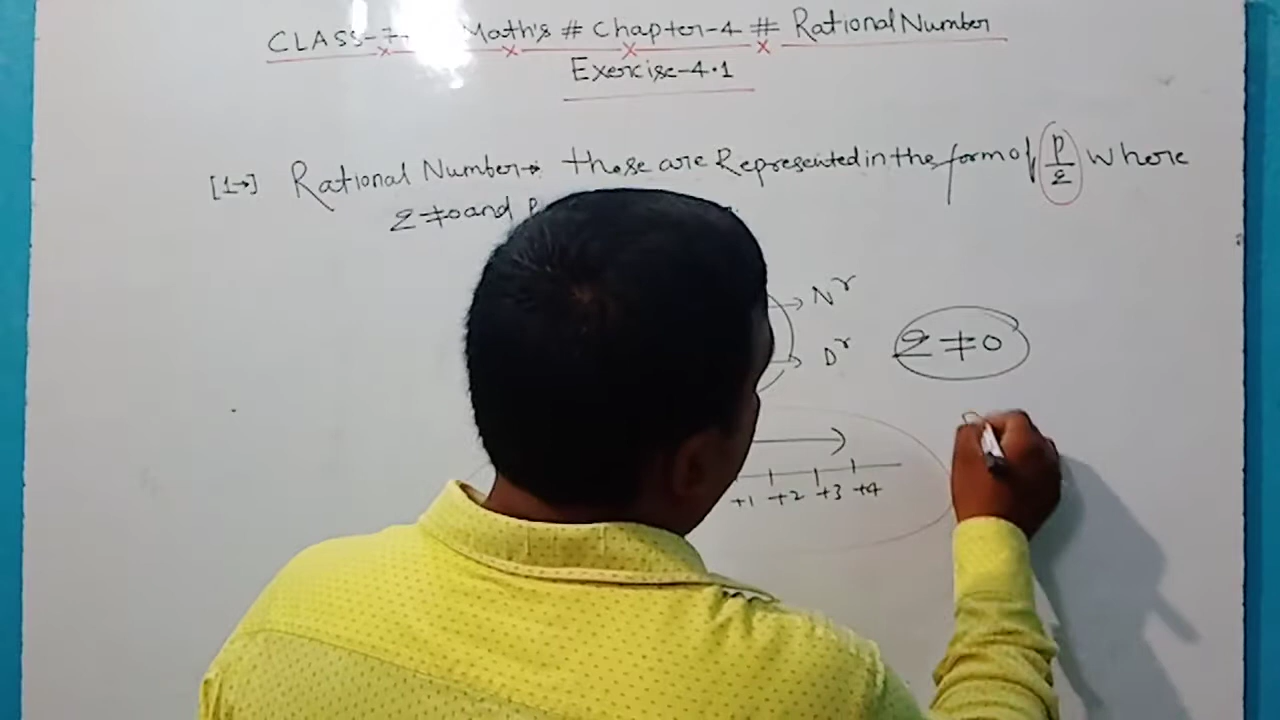 CLASS-7 Math's # Chapter-4 # Rational Number
Exercise-4.1
[1→] Rational Number→ those are Represented in the form of p/q where
q ≠ 0 and
Nʳ
Dʳ
q ≠ 0
+1 +2 +3 +4